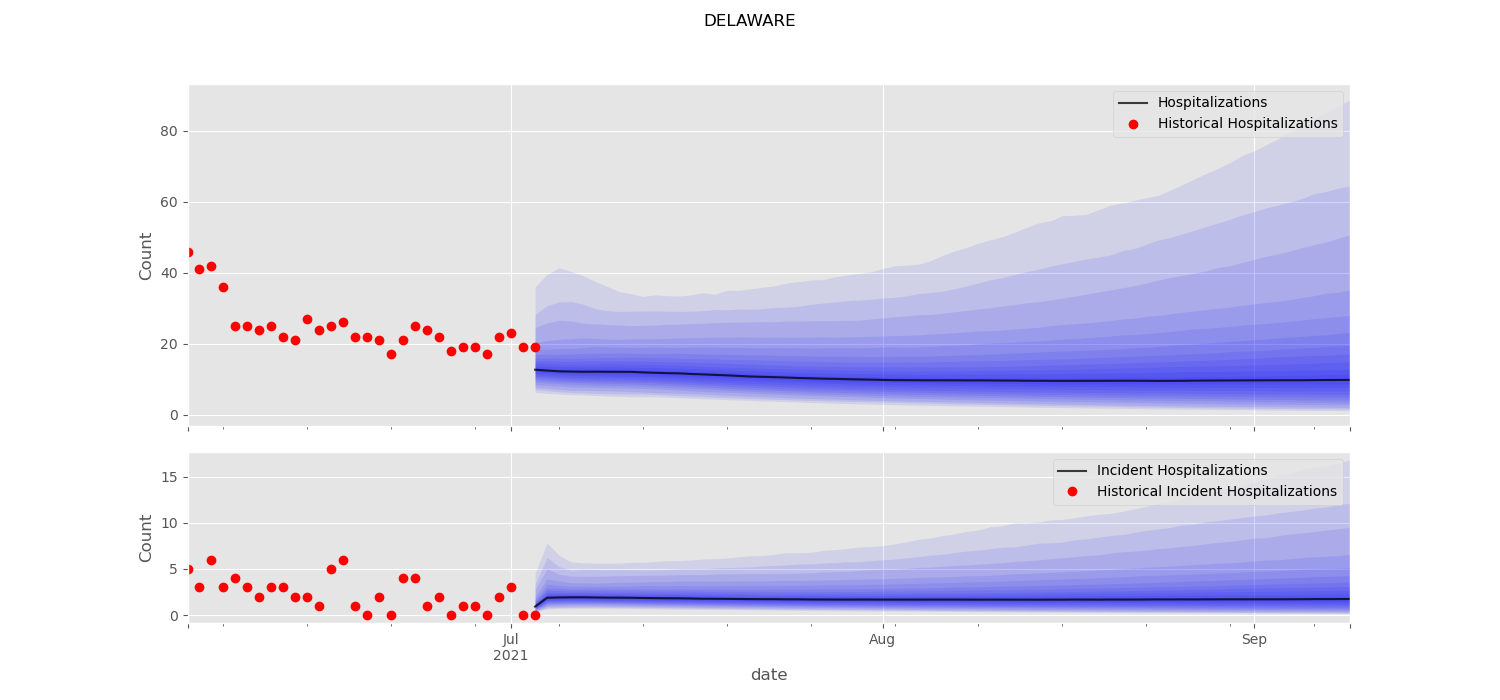 DELAWARE
Hospitalizations
Historical Hospitalizations
Count
80
60
40
20
0
Incident Hospitalizations
Historical Incident Hospitalizations
Count
15
10
5
0
Jul
2021
Aug
Sep
date